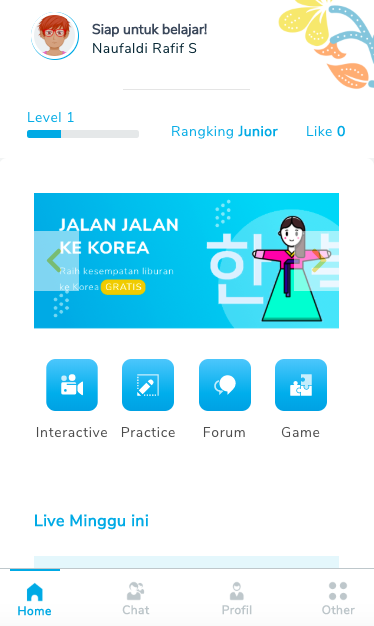 Siap untuk belajar!
Naufaldi Rafif S
Level 1
Rangking Junior
Like 0
JALAN JALAN
KE KOREA
Raih kesempatan liburan
ke Korea GRATIS
한글
Interactive
Practice
Forum
Game
Live Minggu ini
Home
Chat
Profil
Other